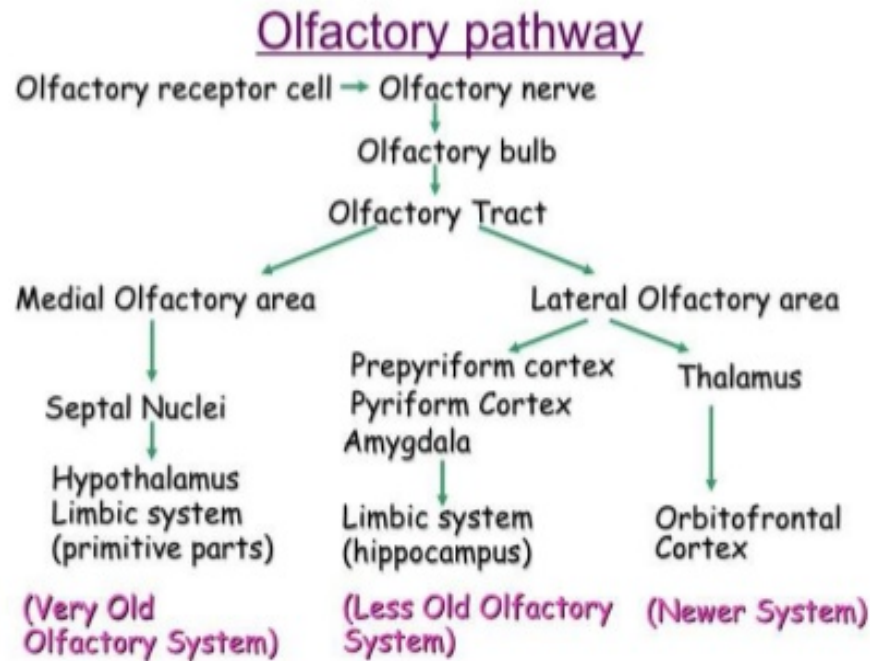 Olfactory pathway
Olfactory receptor cell → Olfactory nerve
Olfactory bulb
Olfactory Tract
Medial Olfactory area
Lateral Olfactory area
Prepyriform cortex
Pyriform Cortex
Amygdala
Thalamus
Septal Nuclei
Hypothalamus
Limbic system
(primitive parts)
Limbic system
(hippocampus)
Orbitofrontal
Cortex
(Very Old
Olfactory System)
(Less Old Olfactory
System)
(Newer System)